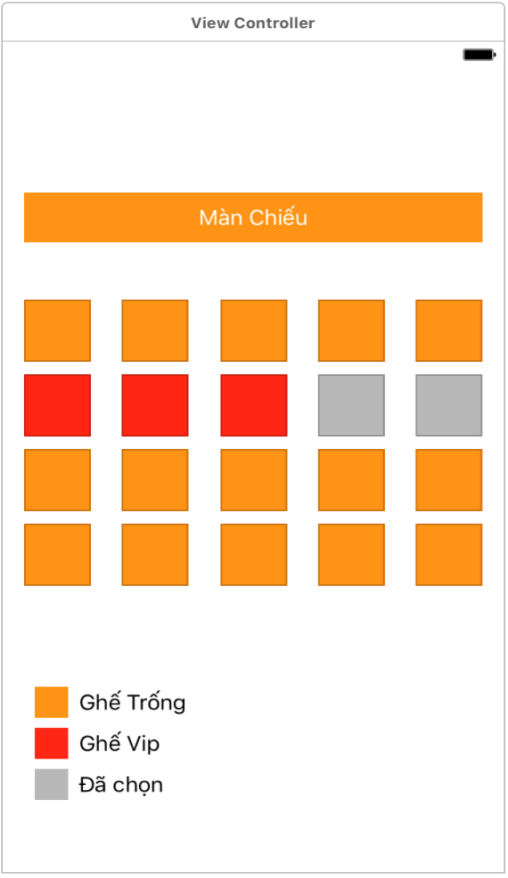 View Controller
Màn Chiếu
Ghế Trống
Ghế Vip
Đã chọn